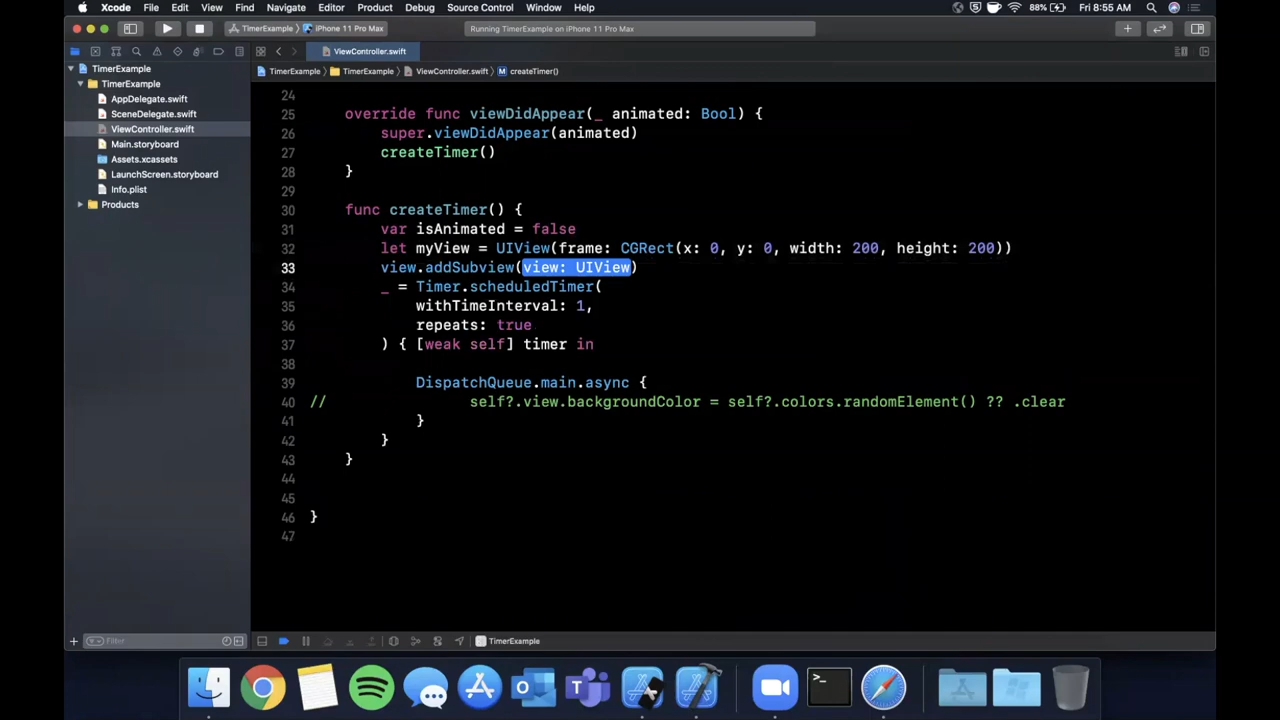 Xcode File Edit View Find Navigate Editor Product Debug Source Control Window Help 88% Fri 8:55 AM
TimerExample iPhone 11 Pro Max Running TimerExample on iPhone 11 Pro Max
ViewController.swift
TimerExample TimerExample ViewController.swift M createTimer()
TimerExample
TimerExample
AppDelegate.swift
SceneDelegate.swift
ViewController.swift
Main.storyboard
Assets.xcassets
LaunchScreen.storyboard
Info.plist
Products
24
25 override func viewDidAppear(_ animated: Bool) {
26 super.viewDidAppear(animated)
27 createTimer()
28 }
29
30 func createTimer() {
31 var isAnimated = false
32 let myView = UIView(frame: CGRect(x: 0, y: 0, width: 200, height: 200))
33 view.addSubview(view: UIView)
34 _ = Timer.scheduledTimer(
35 withTimeInterval: 1,
36 repeats: true
37 ) { [weak self] timer in
38
39 DispatchQueue.main.async {
40 // self?.view.backgroundColor = self?.colors.randomElement() ?? .clear
41 }
42 }
43 }
44
45
46 }
47
Filter TimerExample